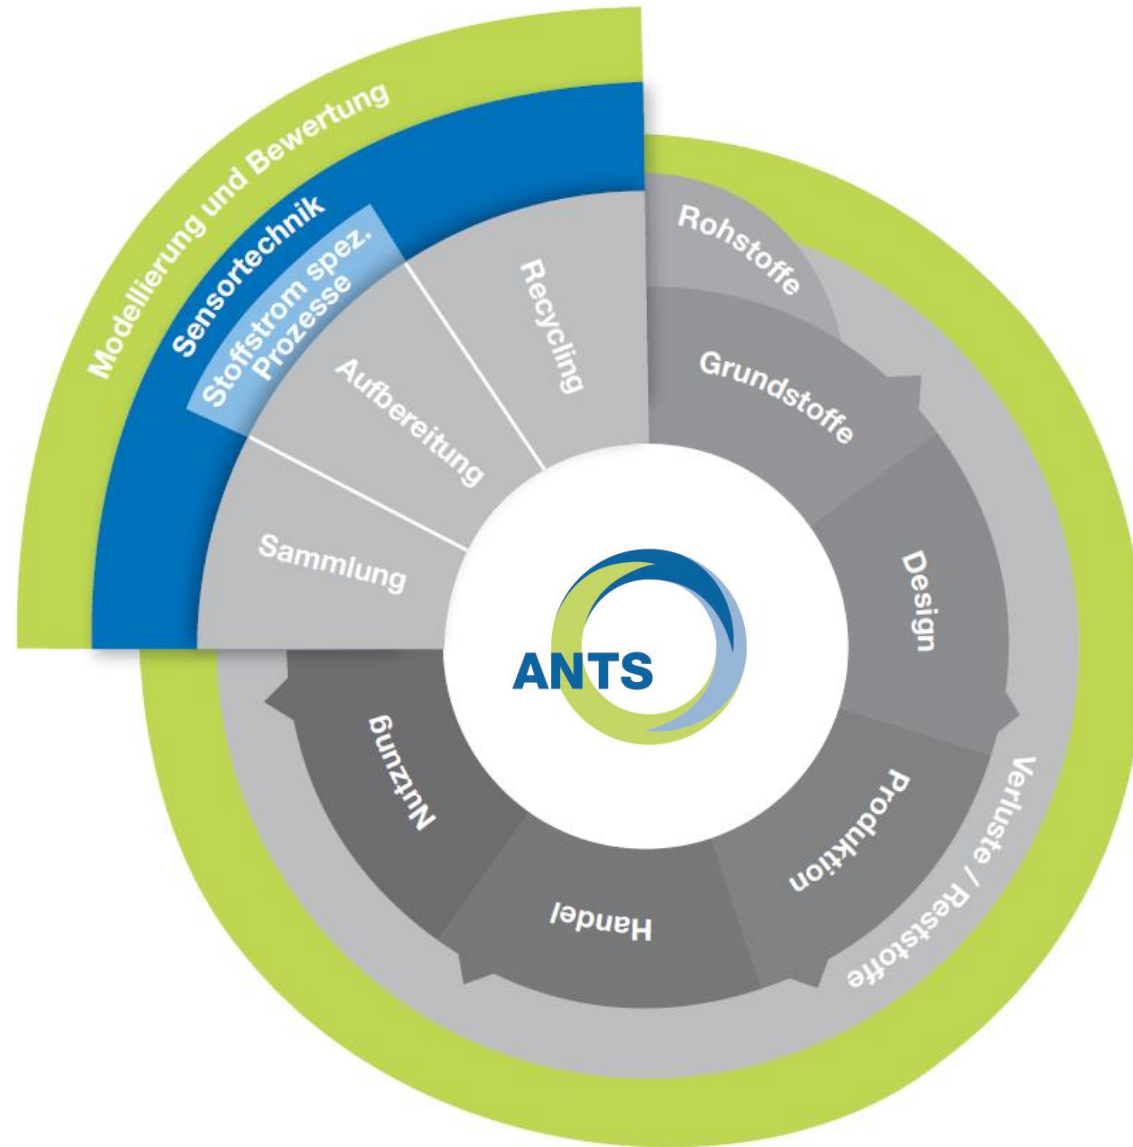 Modellierung und Bewertung
Sensortechnik
Stoffstrom spez.
Prozesse
Sammlung
Aufbereitung
Recycling
Rohstoffe
Grundstoffe
Design
Produktion
Handel
Nutzung
Verluste / Reststoffe
ANTS